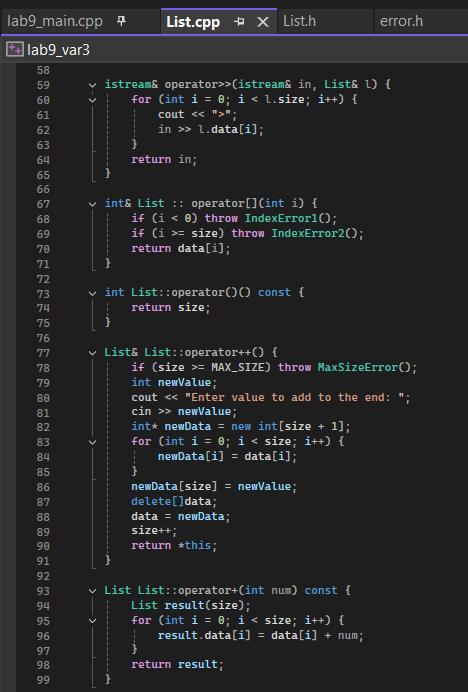 lab9_main.cpp List.cpp List.h error.h
lab9_var3
58
59 istream& operator>>(istream& in, List& l) {
60     for (int i = 0; i < l.size; i++) {
61         cout << ">";
62         in >> l.data[i];
63     }
64     return in;
65 }
66
67 int& List :: operator[](int i) {
68     if (i < 0) throw IndexError1();
69     if (i >= size) throw IndexError2();
70     return data[i];
71 }
72
73 int List::operator()() const {
74     return size;
75 }
76
77 List& List::operator++() {
78     if (size >= MAX_SIZE) throw MaxSizeError();
79     int newValue;
80     cout << "Enter value to add to the end: ";
81     cin >> newValue;
82     int* newData = new int[size + 1];
83     for (int i = 0; i < size; i++) {
84         newData[i] = data[i];
85     }
86     newData[size] = newValue;
87     delete[]data;
88     data = newData;
89     size++;
90     return *this;
91 }
92
93 List List::operator+(int num) const {
94     List result(size);
95     for (int i = 0; i < size; i++) {
96         result.data[i] = data[i] + num;
97     }
98     return result;
99 }